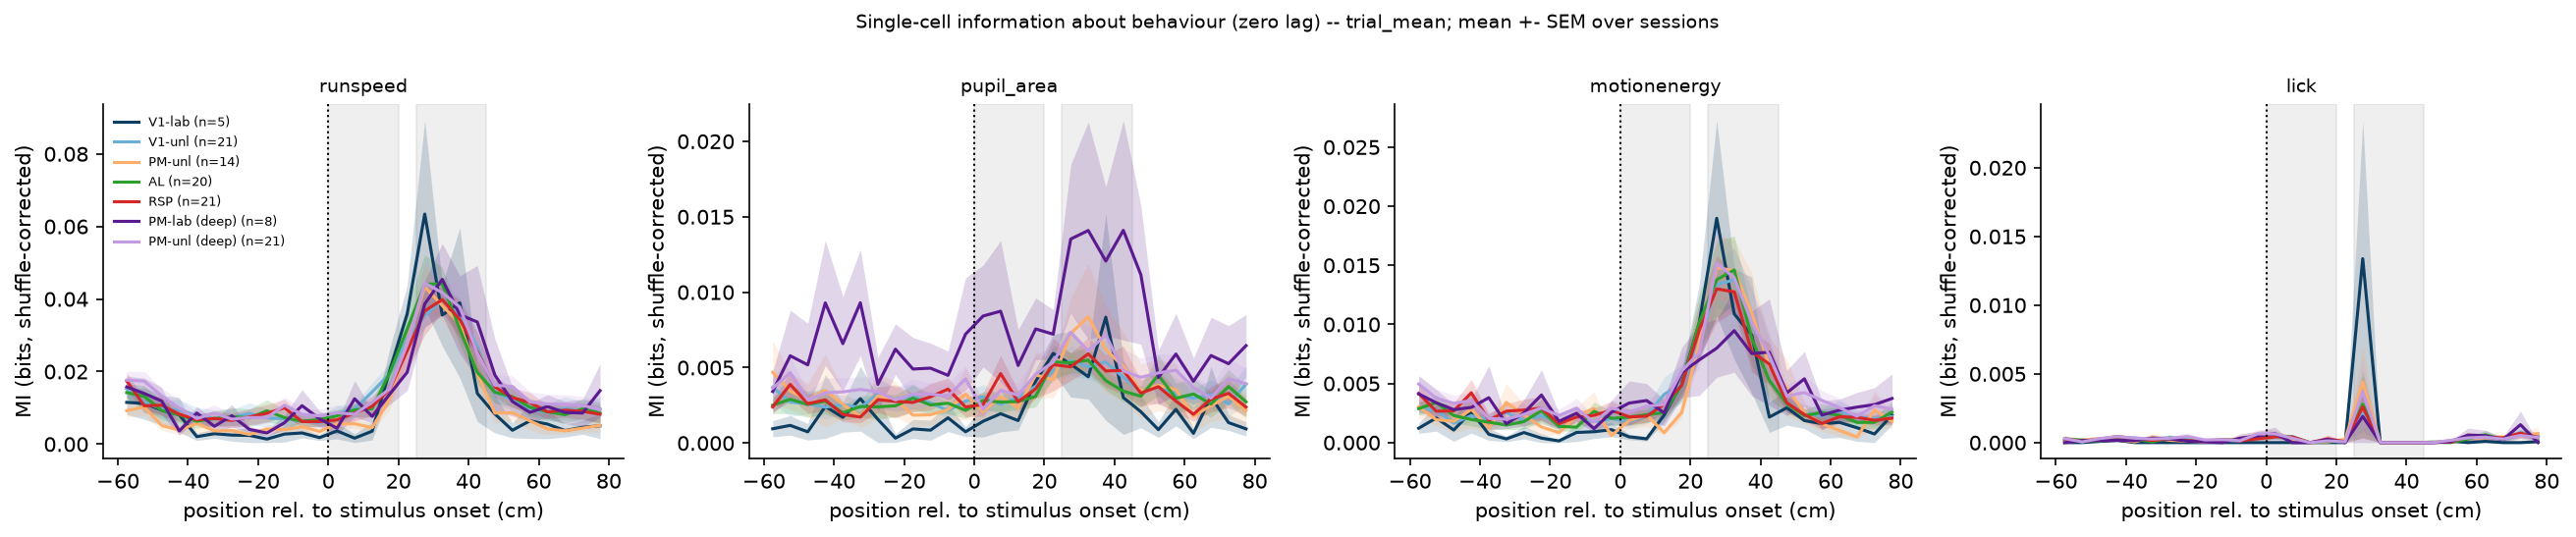 Single-cell information about behaviour (zero lag) -- trial_mean; mean +- SEM over sessions
runspeed
MI (bits, shuffle-corrected)
0.08
0.06
0.04
0.02
0.00
V1-lab (n=5)
V1-unl (n=21)
PM-unl (n=14)
AL (n=20)
RSP (n=21)
PM-lab (deep) (n=8)
PM-unl (deep) (n=21)
−60 −40 −20 0 20 40 60 80
position rel. to stimulus onset (cm)
pupil_area
MI (bits, shuffle-corrected)
0.020
0.015
0.010
0.005
0.000
−60 −40 −20 0 20 40 60 80
position rel. to stimulus onset (cm)
motionenergy
MI (bits, shuffle-corrected)
0.025
0.020
0.015
0.010
0.005
0.000
−60 −40 −20 0 20 40 60 80
position rel. to stimulus onset (cm)
lick
MI (bits, shuffle-corrected)
0.020
0.015
0.010
0.005
0.000
−60 −40 −20 0 20 40 60 80
position rel. to stimulus onset (cm)